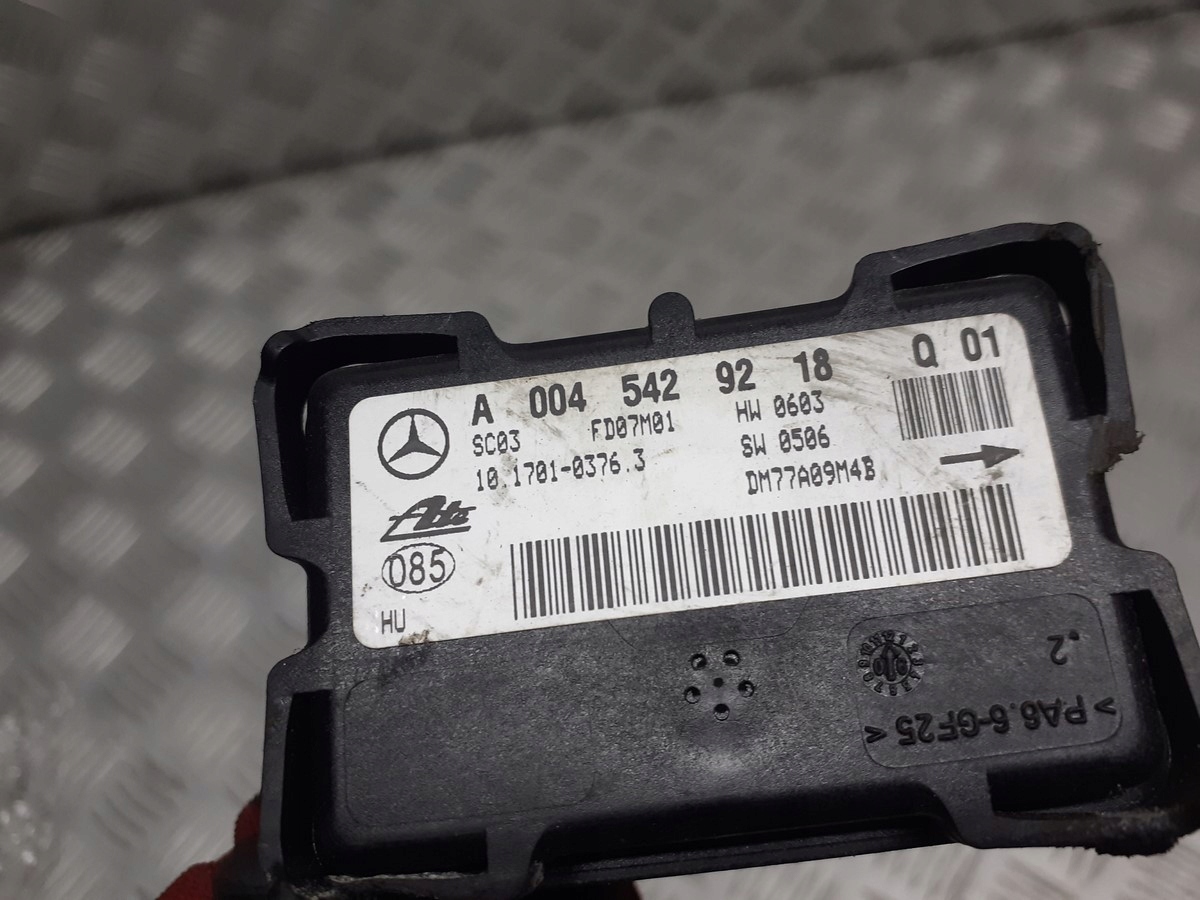 A 004 542 92 18 Q 01
SC03 FD07M01 HW 0603
10.1701-0376.3 SW 0506
DM77A09M4B
Ate
085
HU
.2
>PA6.6-GF25<